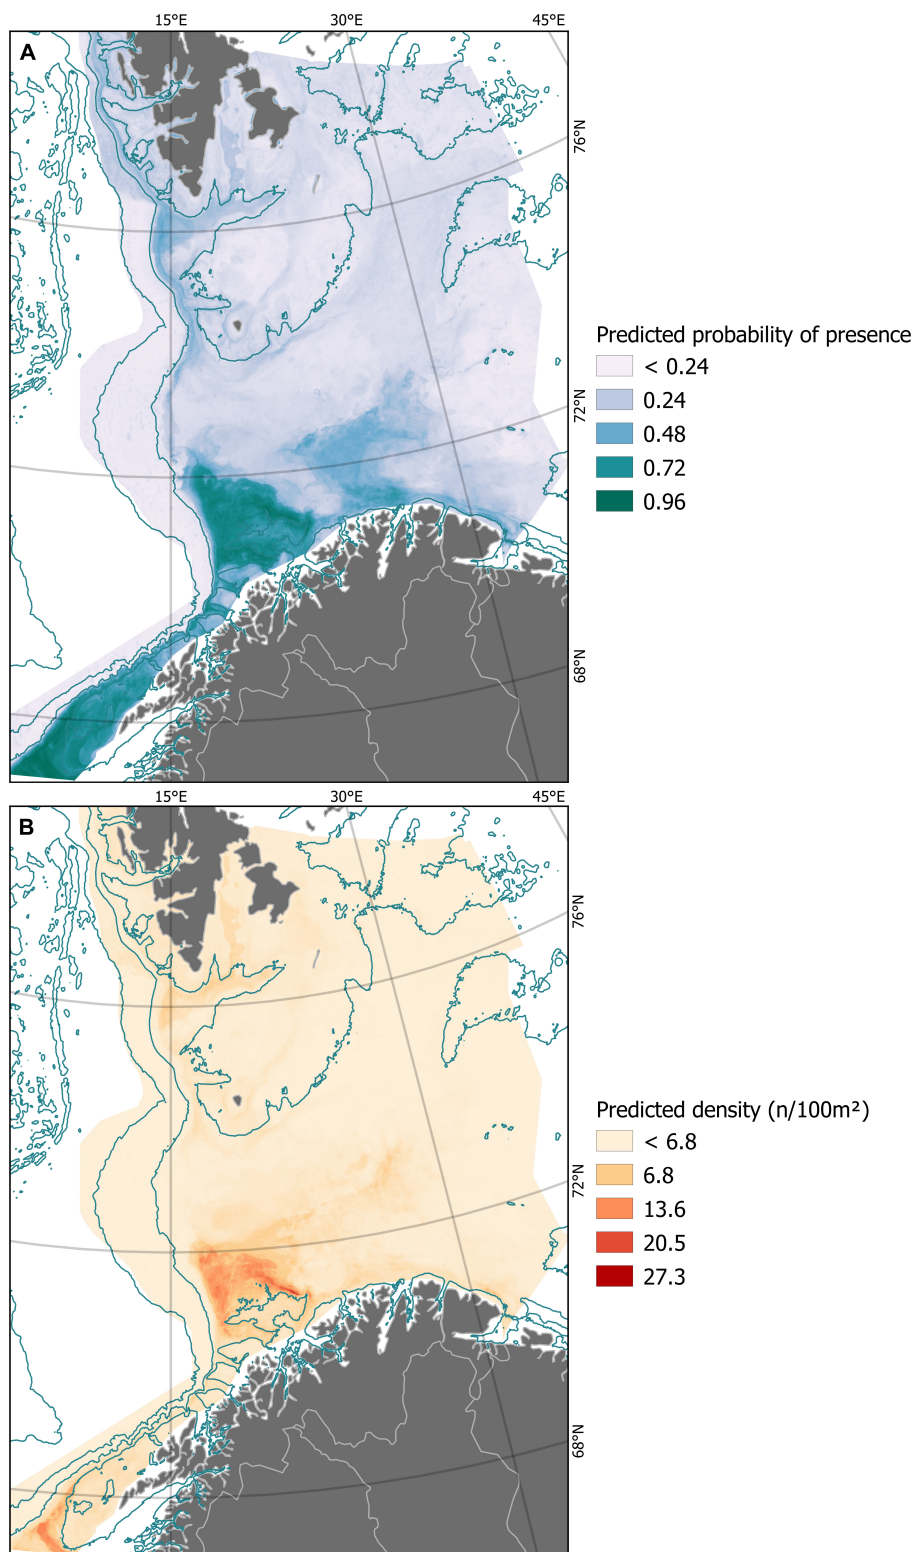 15°E 30°E 45°E
A
76°N
72°N
68°N
Predicted probability of presence
< 0.24
0.24
0.48
0.72
0.96
15°E 30°E 45°E
B
76°N
72°N
68°N
Predicted density (n/100m²)
< 6.8
6.8
13.6
20.5
27.3